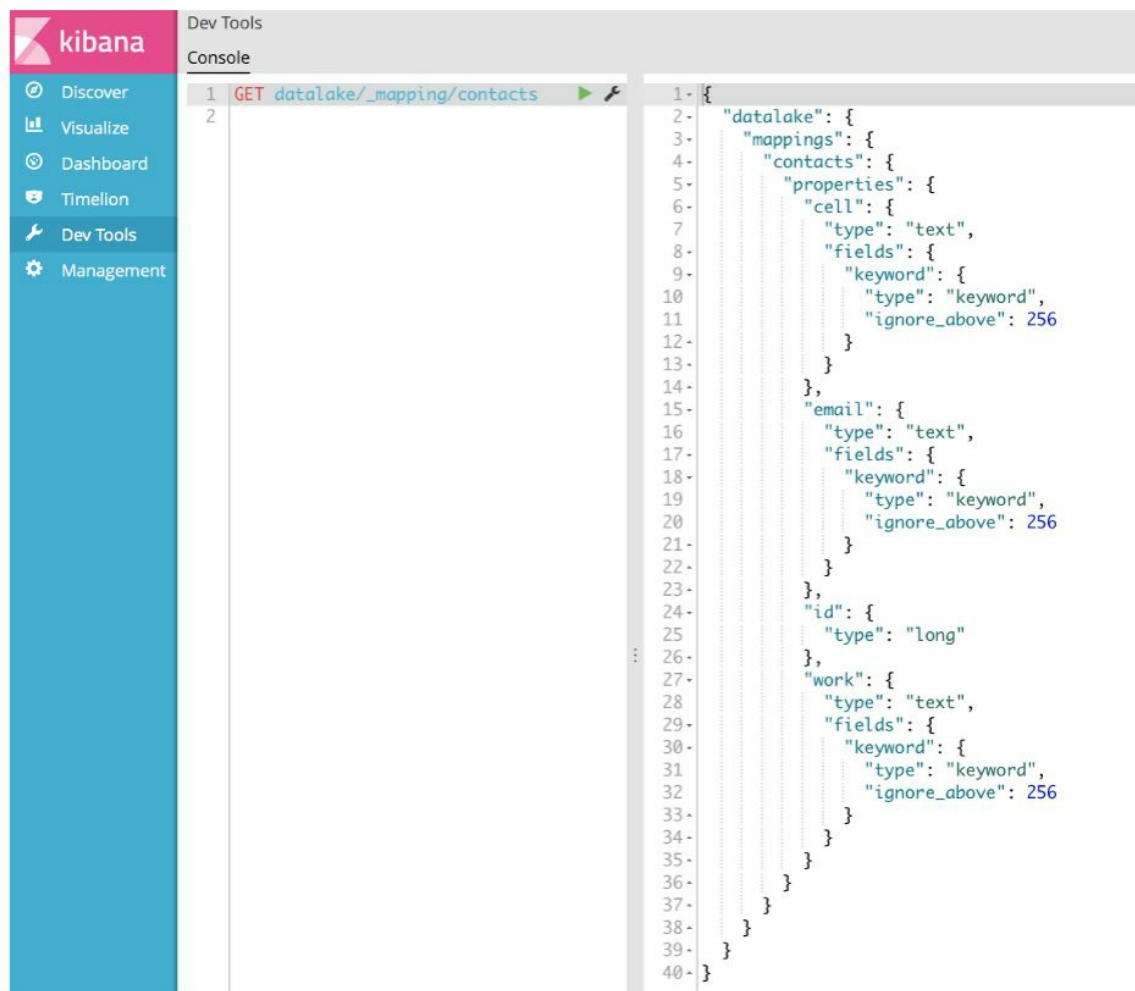 kibana
Discover
Visualize
Dashboard
Timelion
Dev Tools
Management
Dev Tools
Console
1 GET datalake/_mapping/contacts
2
1 {
2 "datalake": {
3 "mappings": {
4 "contacts": {
5 "properties": {
6 "cell": {
7 "type": "text",
8 "fields": {
9 "keyword": {
10 "type": "keyword",
11 "ignore_above": 256
12 }
13 }
14 },
15 "email": {
16 "type": "text",
17 "fields": {
18 "keyword": {
19 "type": "keyword",
20 "ignore_above": 256
21 }
22 }
23 },
24 "id": {
25 "type": "long"
26 },
27 "work": {
28 "type": "text",
29 "fields": {
30 "keyword": {
31 "type": "keyword",
32 "ignore_above": 256
33 }
34 }
35 }
36 }
37 }
38 }
39 }
40 }